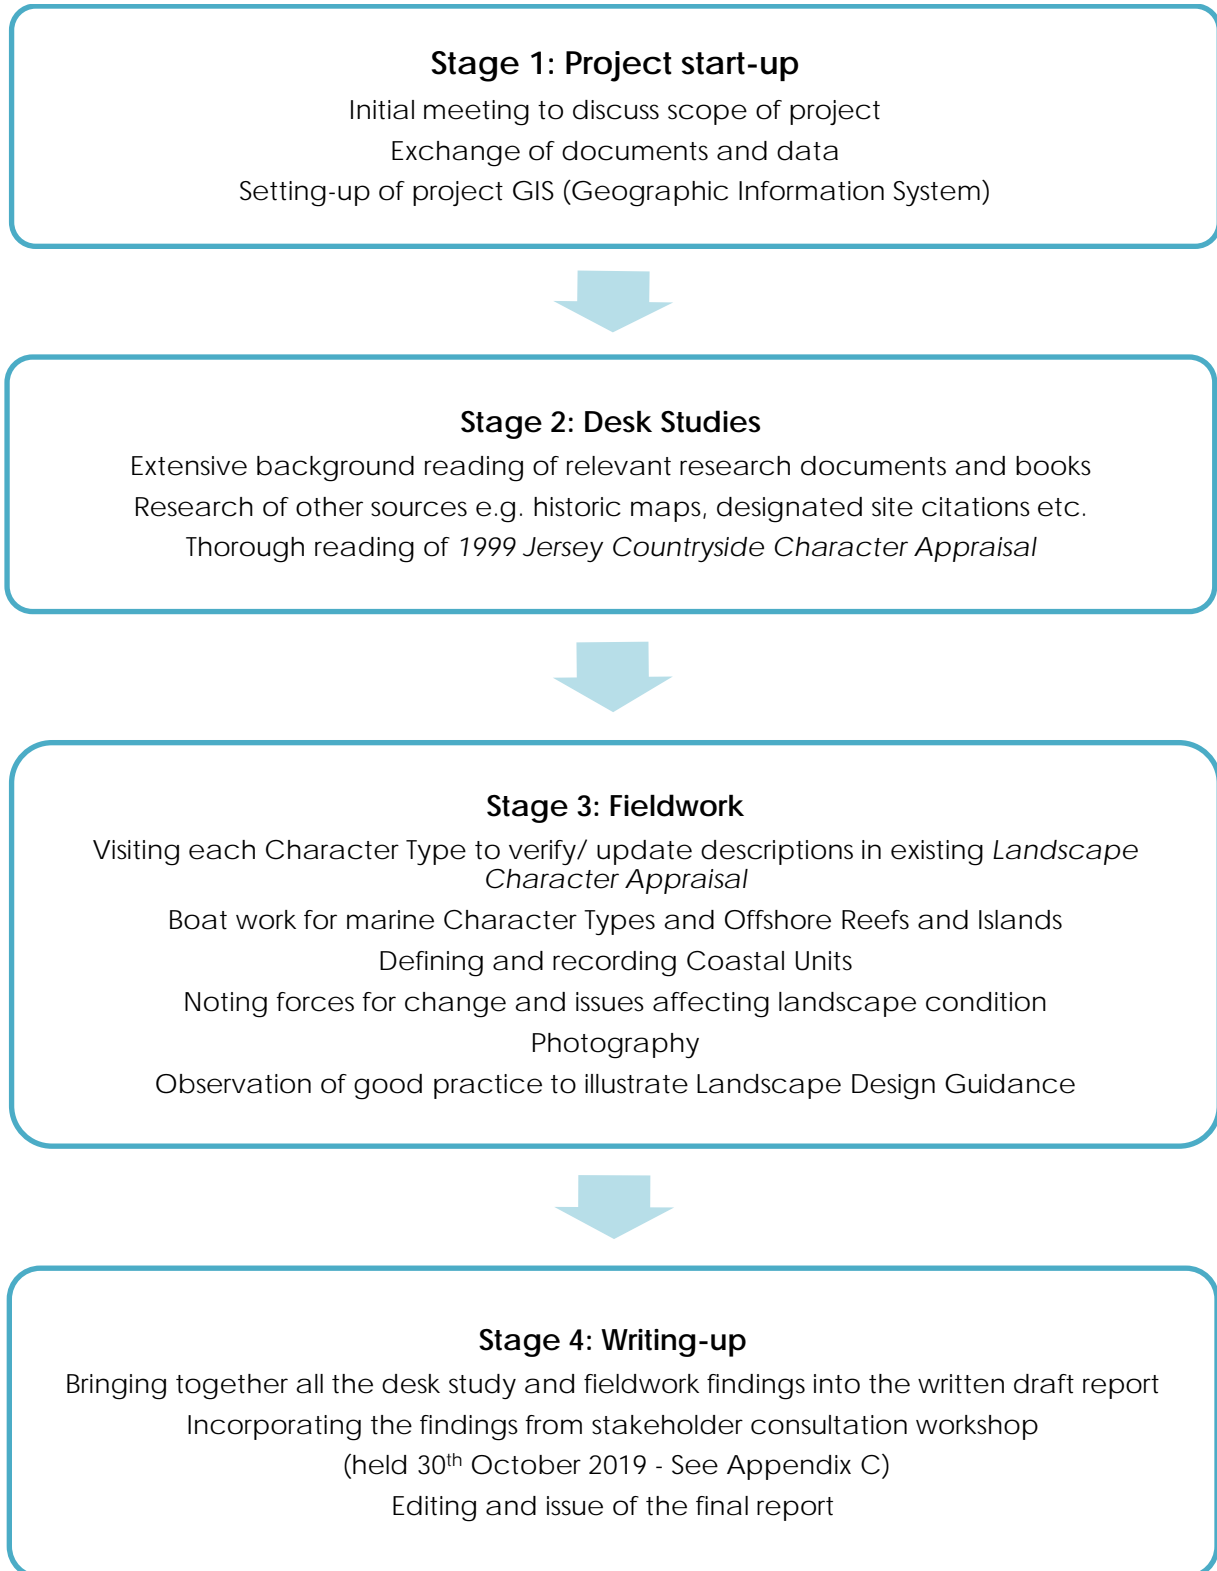 Stage 1: Project start-up
Initial meeting to discuss scope of project
Exchange of documents and data
Setting-up of project GIS (Geographic Information System)
Stage 2: Desk Studies
Extensive background reading of relevant research documents and books
Research of other sources e.g. historic maps, designated site citations etc.
Thorough reading of 1999 Jersey Countryside Character Appraisal
Stage 3: Fieldwork
Visiting each Character Type to verify/ update descriptions in existing Landscape
Character Appraisal
Boat work for marine Character Types and Offshore Reefs and Islands
Defining and recording Coastal Units
Noting forces for change and issues affecting landscape condition
Photography
Observation of good practice to illustrate Landscape Design Guidance
Stage 4: Writing-up
Bringing together all the desk study and fieldwork findings into the written draft report
Incorporating the findings from stakeholder consultation workshop
(held 30th October 2019 - See Appendix C)
Editing and issue of the final report